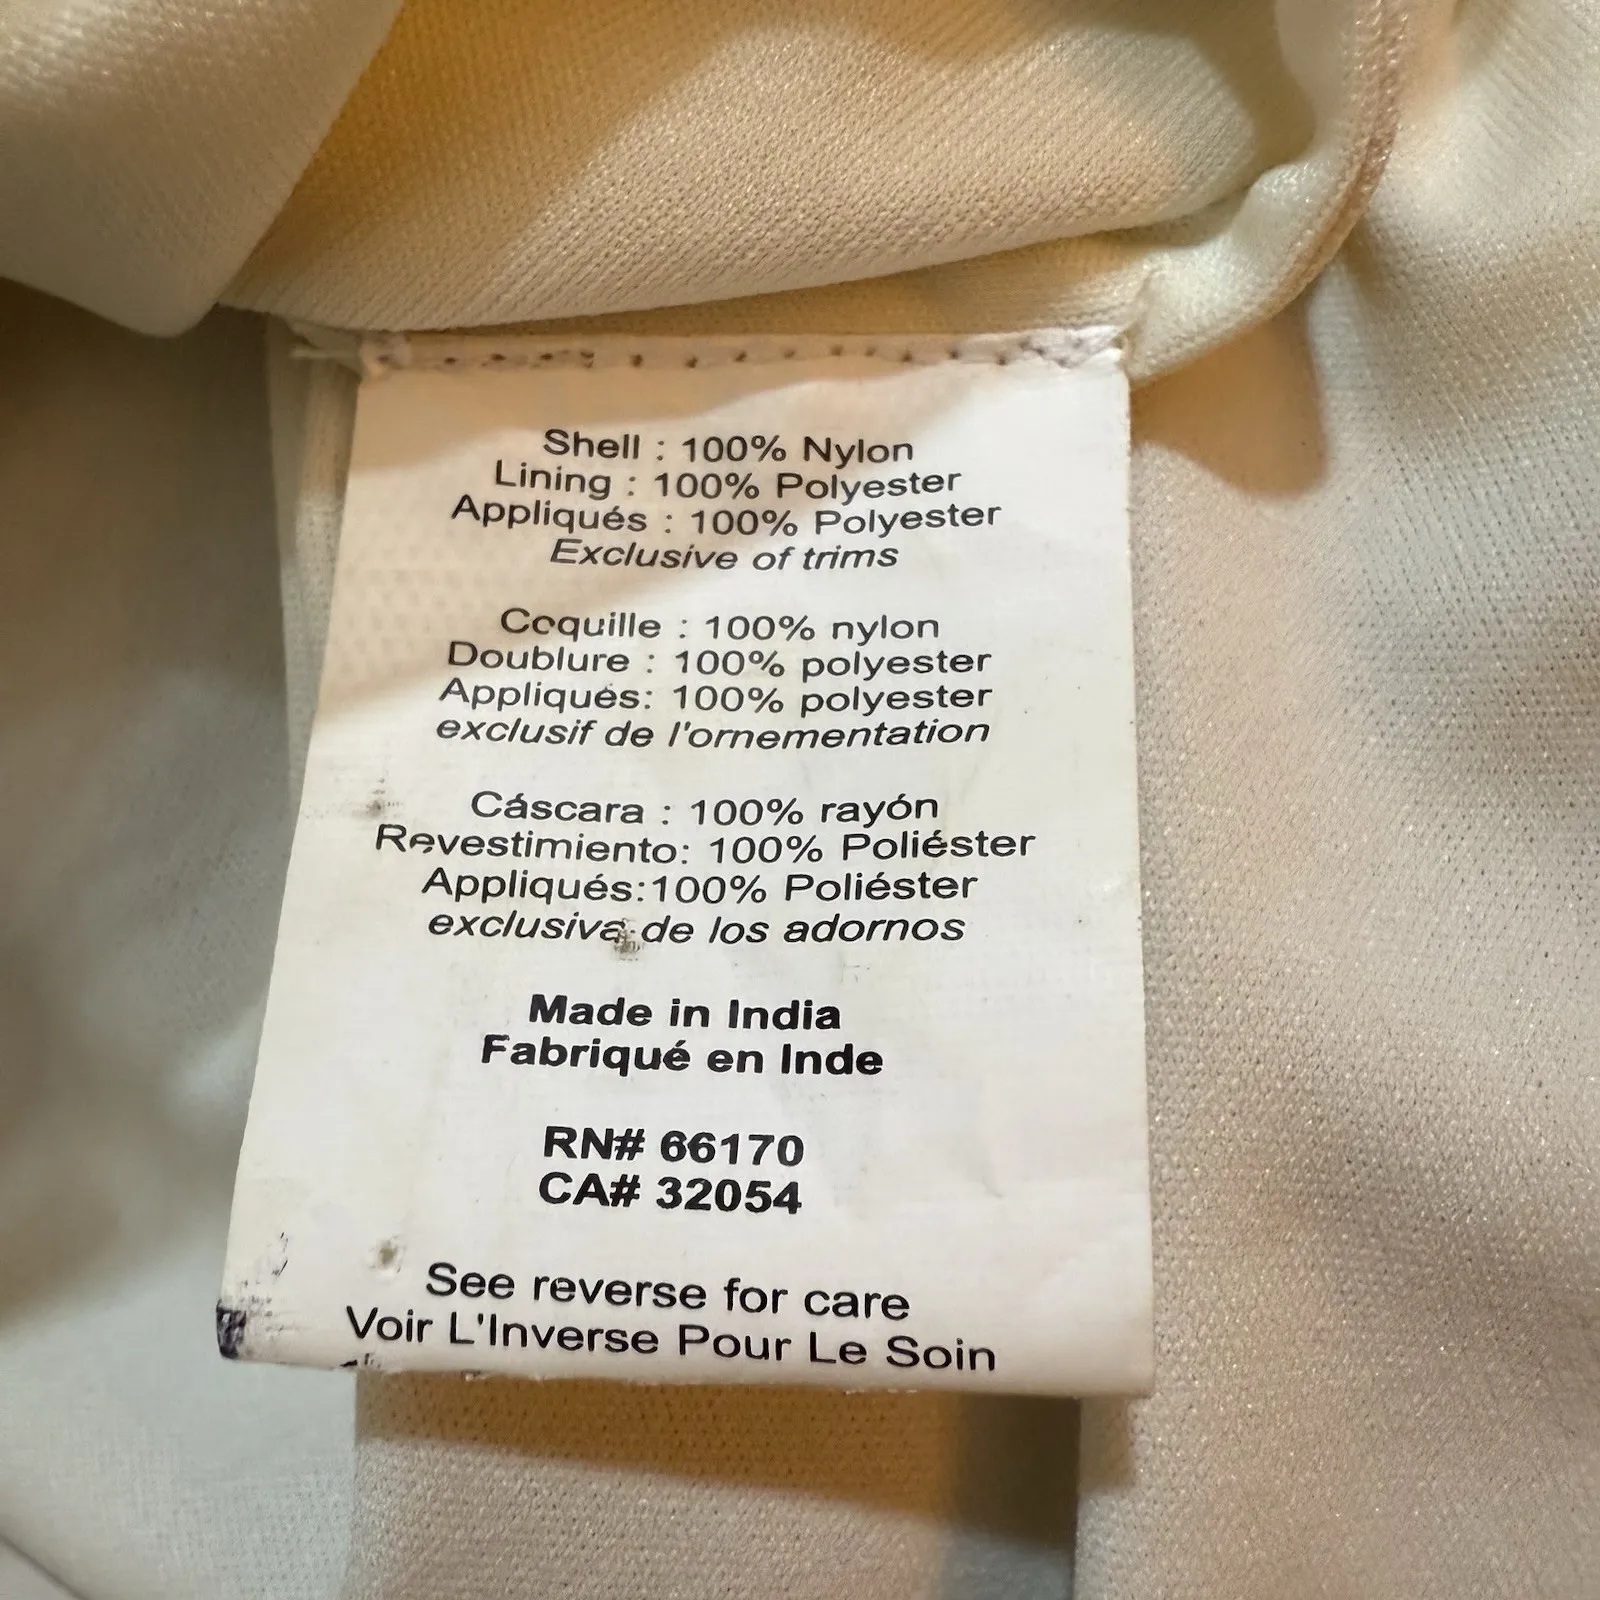 Shell : 100% Nylon
Lining : 100% Polyester
Appliqués : 100% Polyester
Exclusive of trims
Coquille : 100% nylon
Doublure : 100% polyester
Appliqués: 100% polyester
exclusif de l'ornementation
Cáscara : 100% rayón
Revestimiento: 100% Poliéster
Appliqués:100% Poliéster
exclusiva de los adornos
Made in India
Fabriqué en Inde
RN# 66170
CA# 32054
See reverse for care
Voir L'Inverse Pour Le Soin